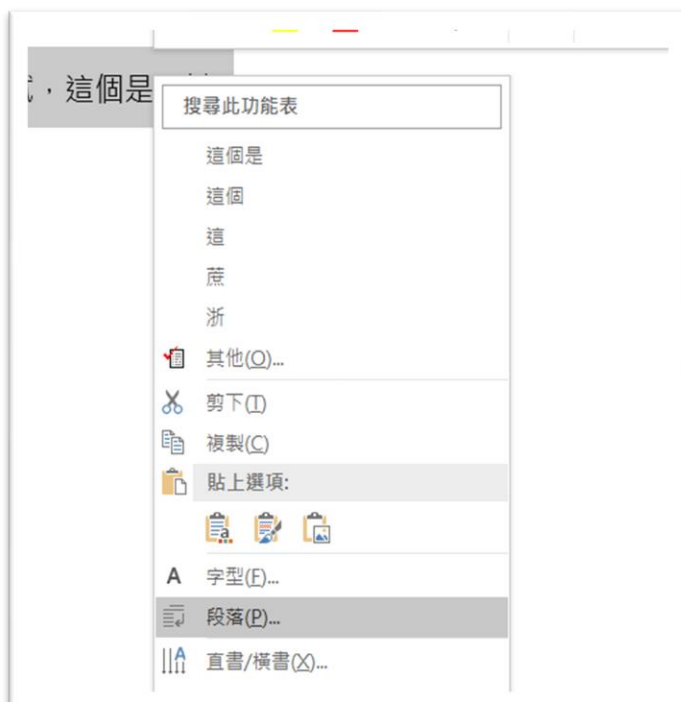 ，這個是
搜尋此功能表
這個是
這個
這
蔗
浙
其他(O)...
剪下(T)
複製(C)
貼上選項:
字型(F)...
段落(P)...
直書/橫書(X)...